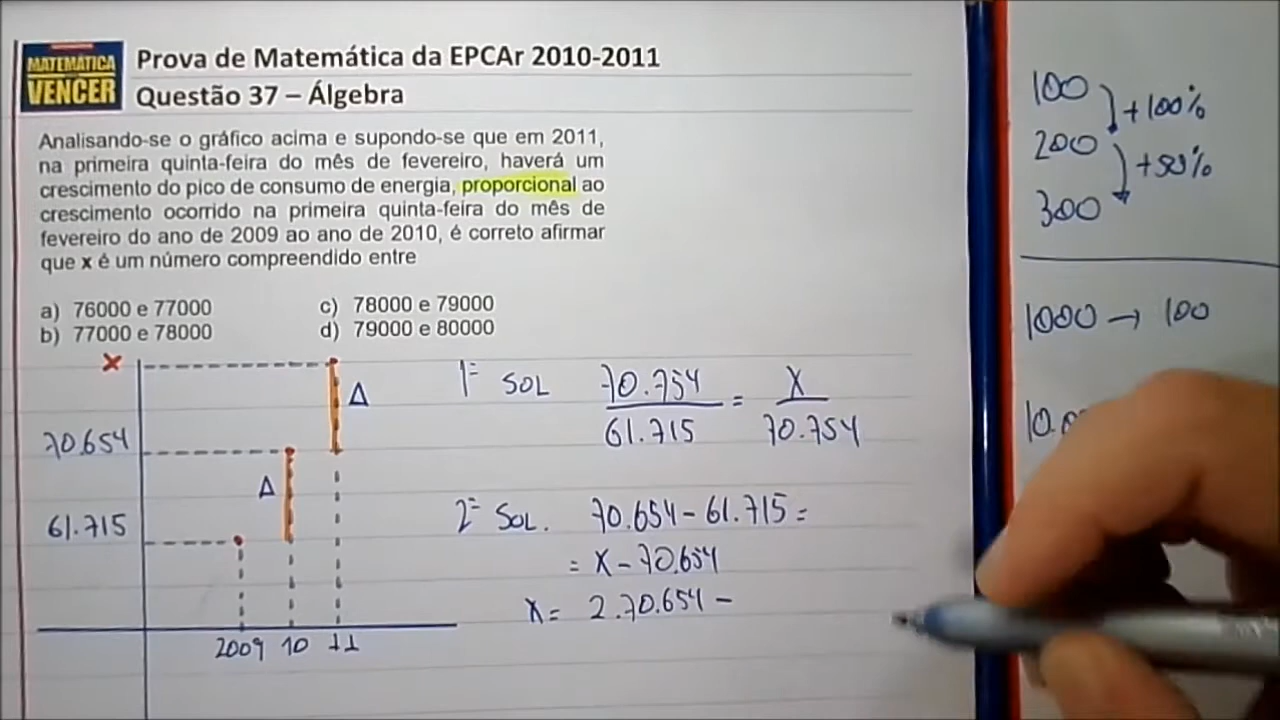 MATEMÁTICA
VENCER
Prova de Matemática da EPCAr 2010-2011
Questão 37 – Álgebra
Analisando-se o gráfico acima e supondo-se que em 2011,
na primeira quinta-feira do mês de fevereiro, haverá um
crescimento do pico de consumo de energia, proporcional ao
crescimento ocorrido na primeira quinta-feira do mês de
fevereiro do ano de 2009 ao ano de 2010, é correto afirmar
que x é um número compreendido entre
a) 76000 e 77000
b) 77000 e 78000
c) 78000 e 79000
d) 79000 e 80000
x
Δ
70.654
Δ
61.715
2009 10 11
1ª SOL 70.754 = X
61.715 70.754
2ª SOL. 70.654 - 61.715 =
= X - 70.654
X = 2.70.654 -
100
+100%
200
+50%
300
1000 → 100